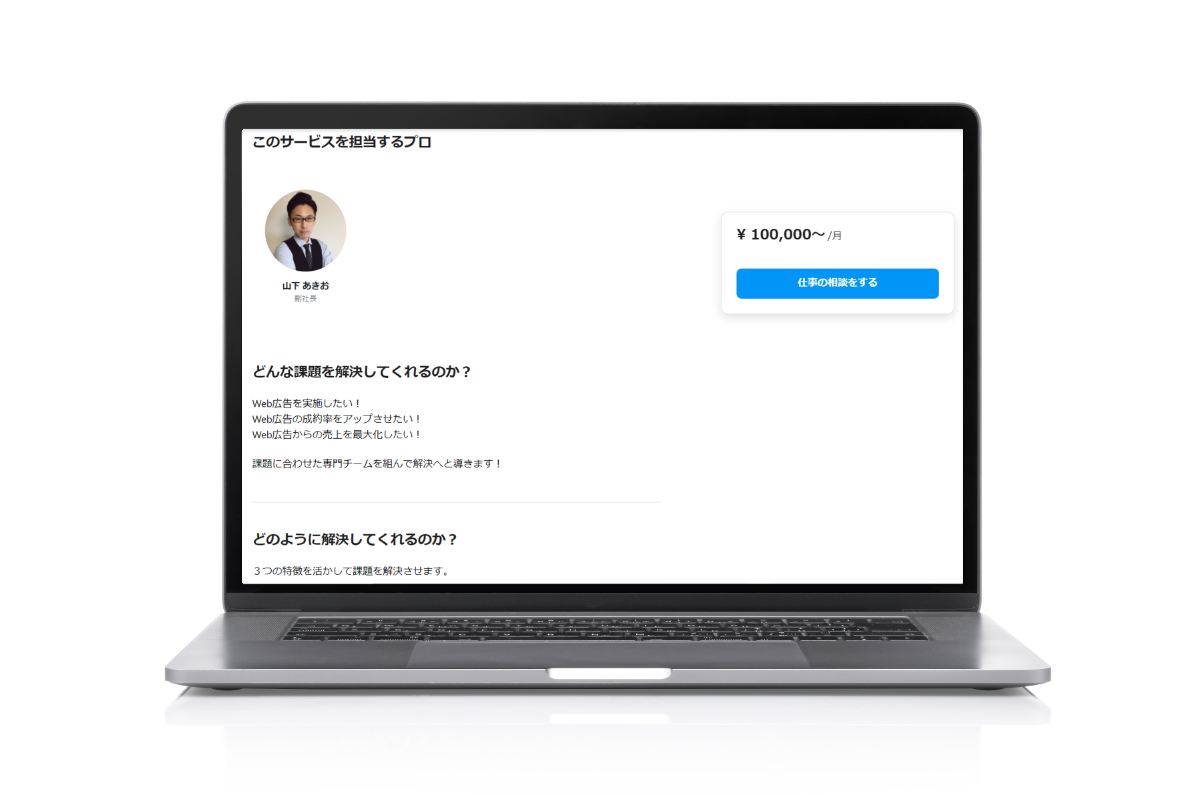 このサービスを担当するプロ
山下 あきお
副社長
¥ 100,000〜 /月
仕事の相談をする
どんな課題を解決してくれるのか？
Web広告を実施したい！
Web広告の成約率をアップさせたい！
Web広告からの売上を最大化したい！
課題に合わせた専門チームを組んで解決へと導きます！
どのように解決してくれるのか？
３つの特徴を活かして課題を解決させます。